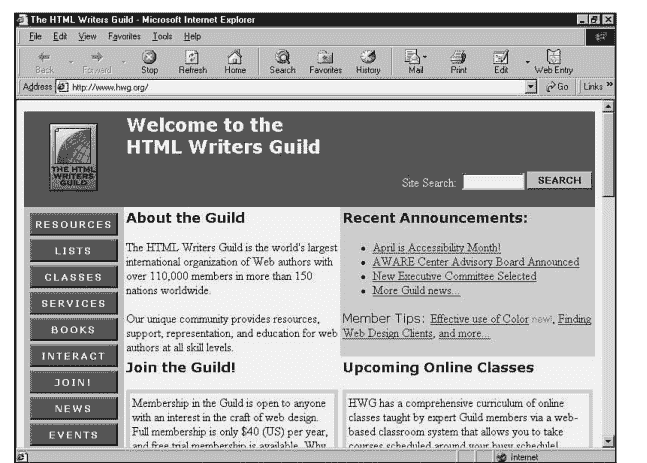 The HTML Writers Guild - Microsoft Internet Explorer
File Edit View Favorites Tools Help
Back Forward Stop Refresh Home Search Favorites History Mail Print Edit Web Entry
Address http://www.hwg.org/ Go Links »
THE HTML
WRITERS
GUILD
Welcome to the
HTML Writers Guild
Site Search: SEARCH
RESOURCES
LISTS
CLASSES
SERVICES
BOOKS
INTERACT
JOIN!
NEWS
EVENTS
About the Guild
The HTML Writers Guild is the world's largest
international organization of Web authors with
over 110,000 members in more than 150
nations worldwide.
Our unique community provides resources,
support, representation, and education for web
authors at all skill levels.
Join the Guild!
Membership in the Guild is open to anyone
with an interest in the craft of web design.
Full membership is only $40 (US) per year,
and free trial membership is available. Why
Recent Announcements:
• April is Accessibility Month!
• AWARE Center Advisory Board Announced
• New Executive Committee Selected
• More Guild news...
Member Tips: Effective use of Color new!, Finding
Web Design Clients, and more...
Upcoming Online Classes
HWG has a comprehensive curriculum of online
classes taught by expert Guild members via a web-
based classroom system that allows you to take
courses scheduled around your busy schedule!
Internet